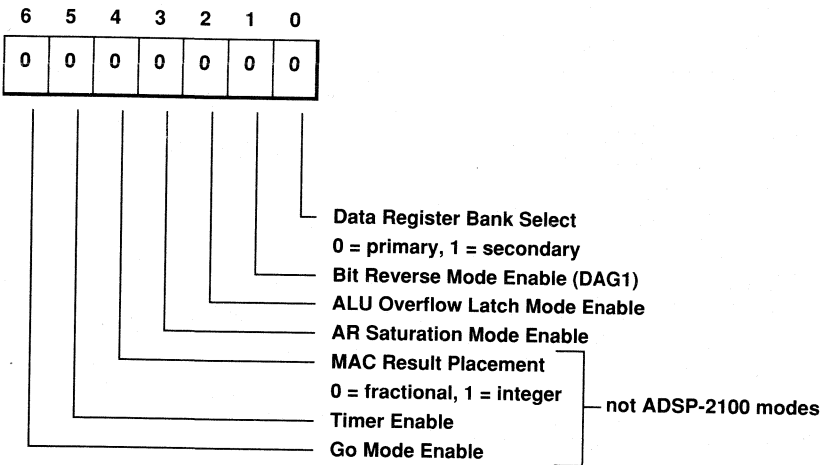 6 5 4 3 2 1 0
0 0 0 0 0 0 0
Data Register Bank Select
0 = primary, 1 = secondary
Bit Reverse Mode Enable (DAG1)
ALU Overflow Latch Mode Enable
AR Saturation Mode Enable
MAC Result Placement
0 = fractional, 1 = integer
not ADSP-2100 modes
Timer Enable
Go Mode Enable